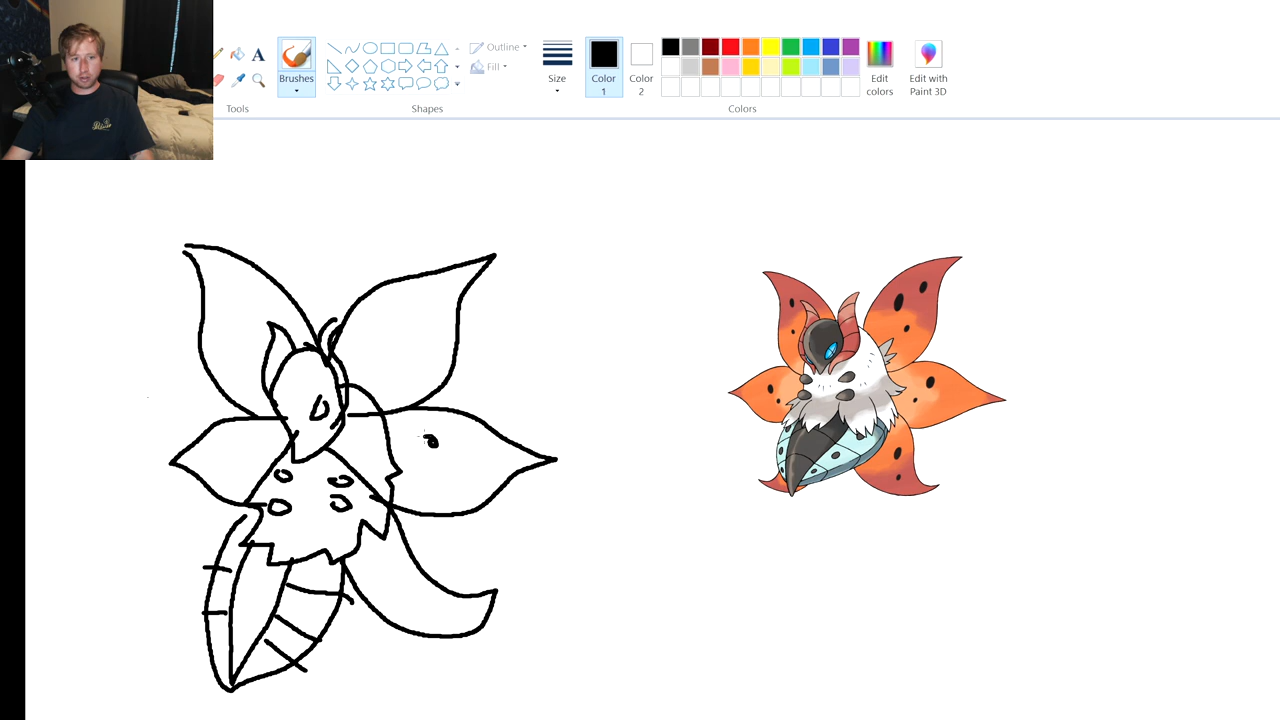 A
Brushes
Outline
Fill
Size
Color
1
Color
2
Edit
colors
Edit with
Paint 3D
Tools
Shapes
Colors